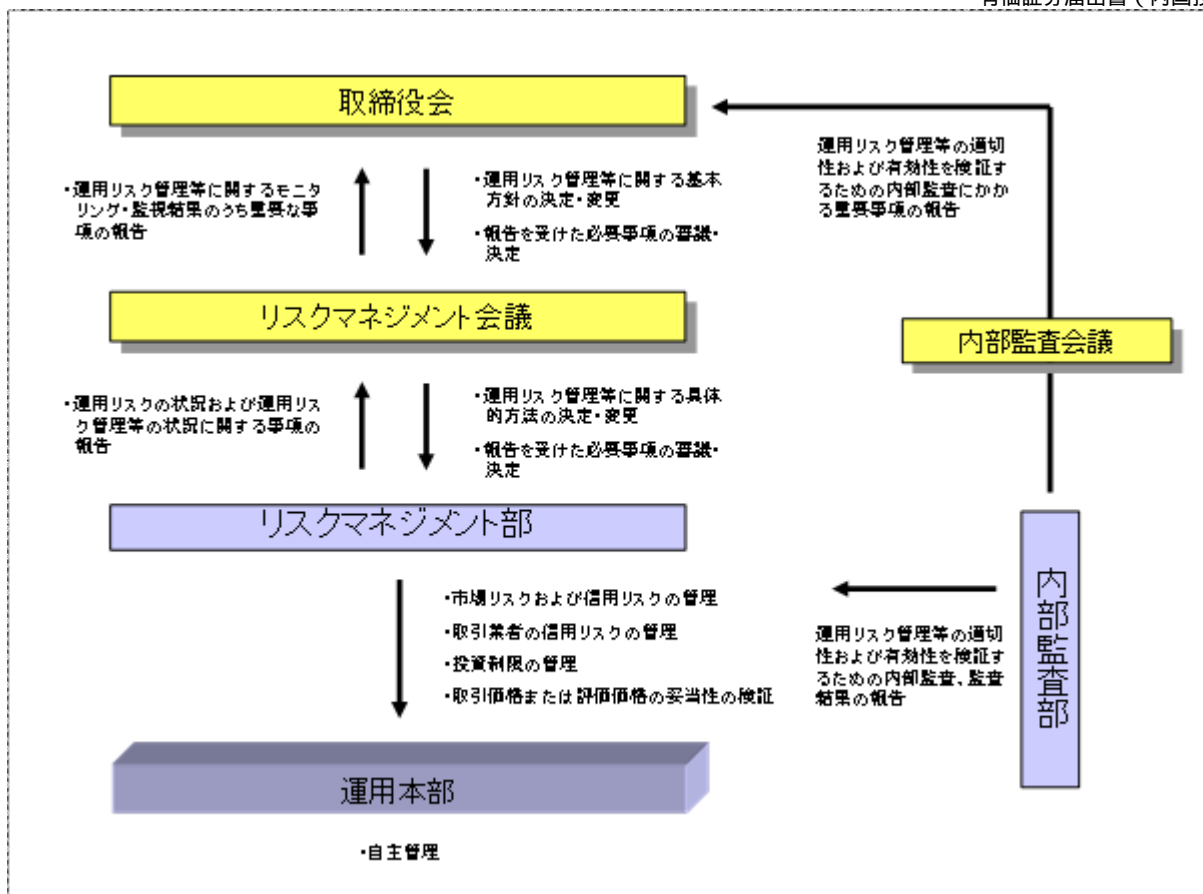 有価証券届出書(内国投
取締役会
・運用リスク管理等に関するモニタ
リング・監視結果のうち重要な事
項の報告
・運用リスク管理等に関する基本
方針の決定・変更
・報告を受けた必要事項の審議・
決定
運用リスク管理等の適切
性および有効性を検証す
るための内部監査にかか
る重要事項の報告
リスクマネジメント会議
内部監査会議
・運用リスクの状況および運用リス
ク管理等の状況に関する事項の
報告
・運用リスク管理等に関する具体
的方法の決定・変更
・報告を受けた必要事項の審議・
決定
リスクマネジメント部
・市場リスクおよび信用リスクの管理
・取引業者の信用リスクの管理
・投資制限の管理
・取引価格または評価価格の妥当性の検証
運用リスク管理等の適切
性および有効性を検証す
るための内部監査、監査
結果の報告
内部監査部
運用本部
・自主管理